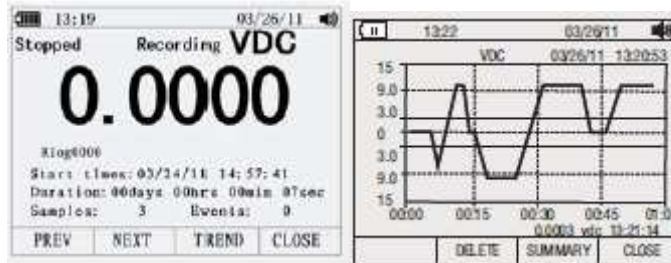 13:19 03/26/11
Stopped Recording VDC
0.0000
Rlog0000
Start times: 03/24/11 14:57:41
Duration: 00days 00hrs 00min 07sec
Samples: 3 Events: 0
PREV NEXT TREND CLOSE
13:22 03/26/11
VDC 03/26/11 13:20:53
15
9.0
3.0
0
3.0
9.0
15
00:00 00:15 00:30 00:45 01:0
0.0003 vdc 13:21:14
DELETE SUMMARY CLOSE